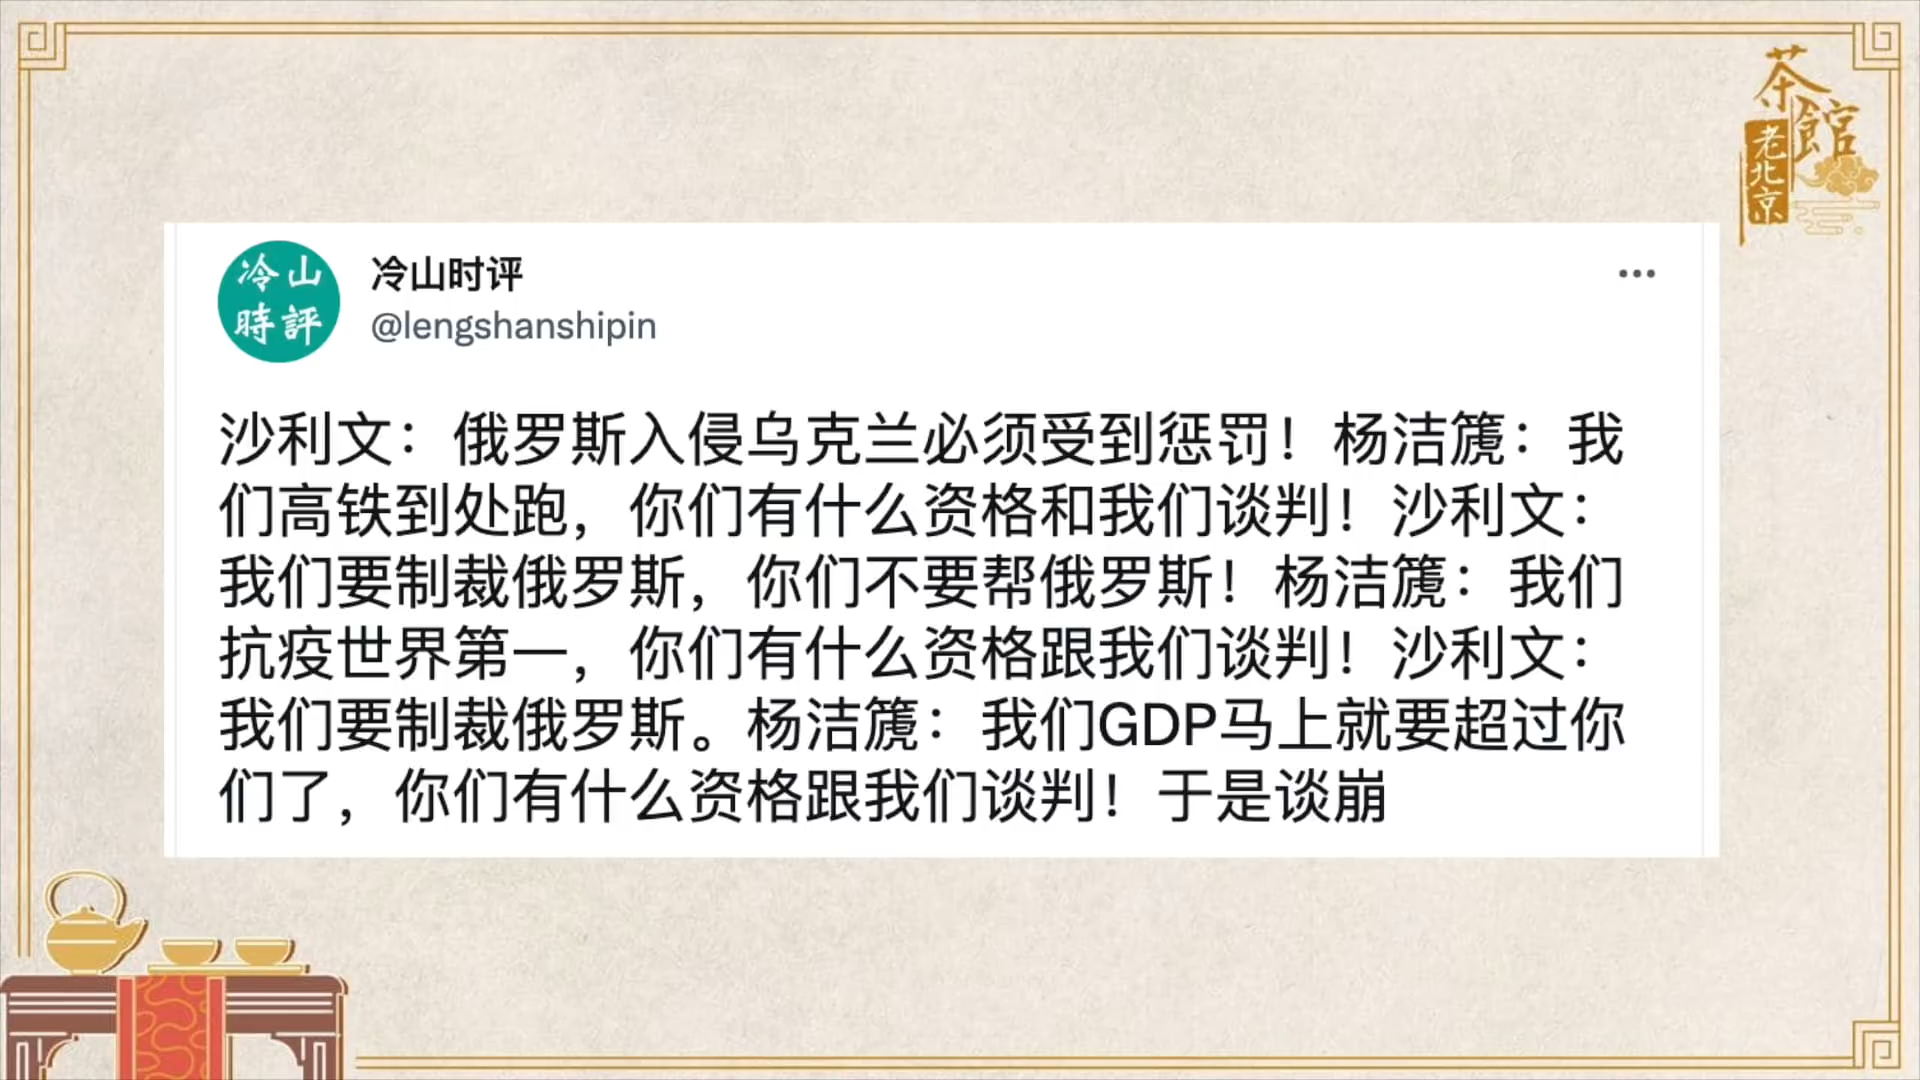 茶館
老北京
冷山
時評
冷山时评
@lengshanshipin
沙利文：俄罗斯入侵乌克兰必须受到惩罚！杨洁篪：我
们高铁到处跑，你们有什么资格和我们谈判！沙利文：
我们要制裁俄罗斯，你们不要帮俄罗斯！杨洁篪：我们
抗疫世界第一，你们有什么资格跟我们谈判！沙利文：
我们要制裁俄罗斯。杨洁篪：我们GDP马上就要超过你
们了，你们有什么资格跟我们谈判！于是谈崩